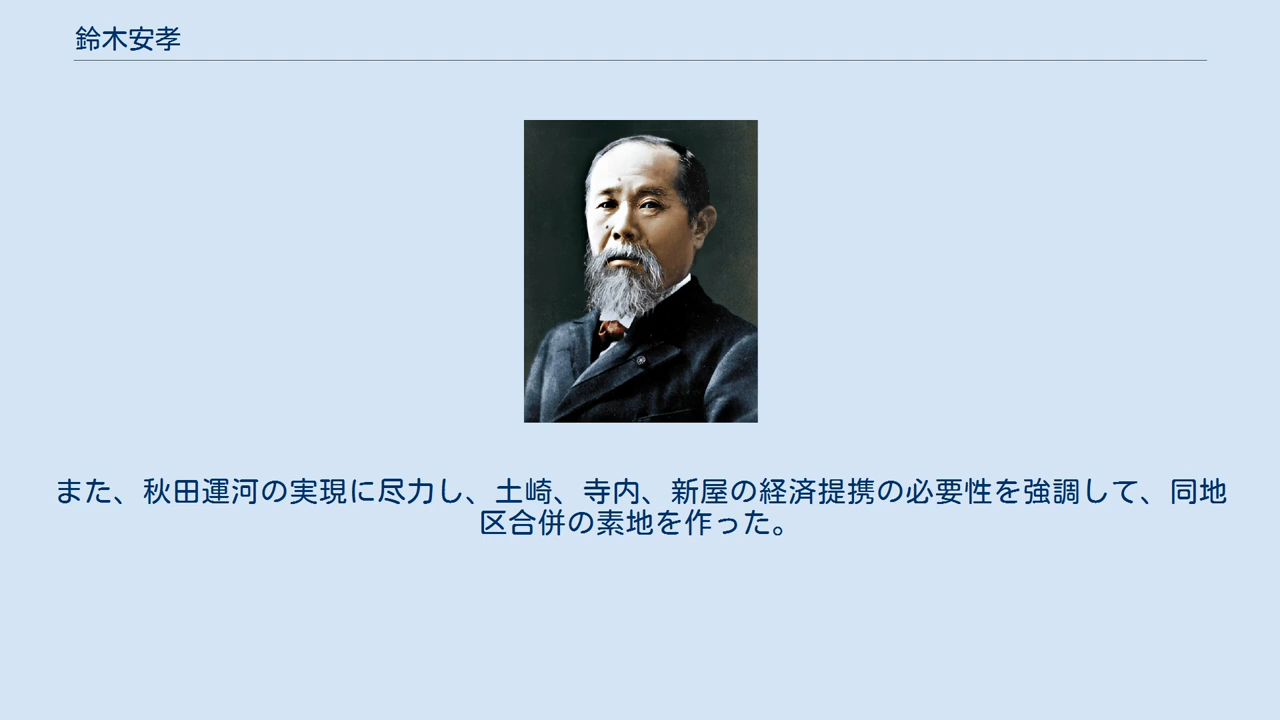 鈴木安孝
また、秋田運河の実現に尽力し、土崎、寺内、新屋の経済提携の必要性を強調して、同地
区合併の素地を作った。